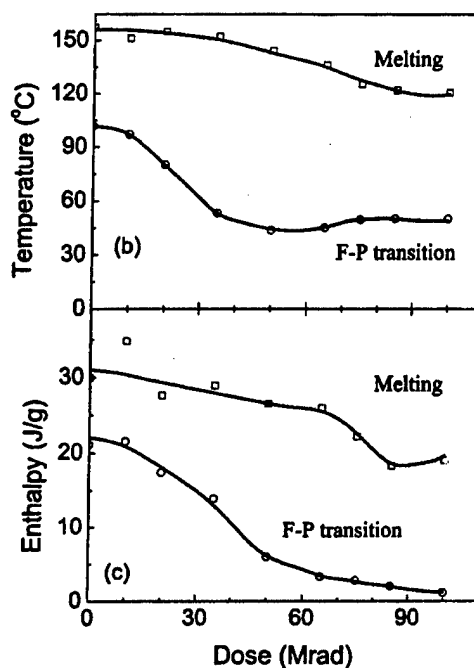 150
120
90
60
30
0
Temperature (°C)
Melting
(b)
F-P transition
30
20
10
0
Enthalpy (J/g)
Melting
F-P transition
(c)
0
30
60
90
Dose (Mrad)